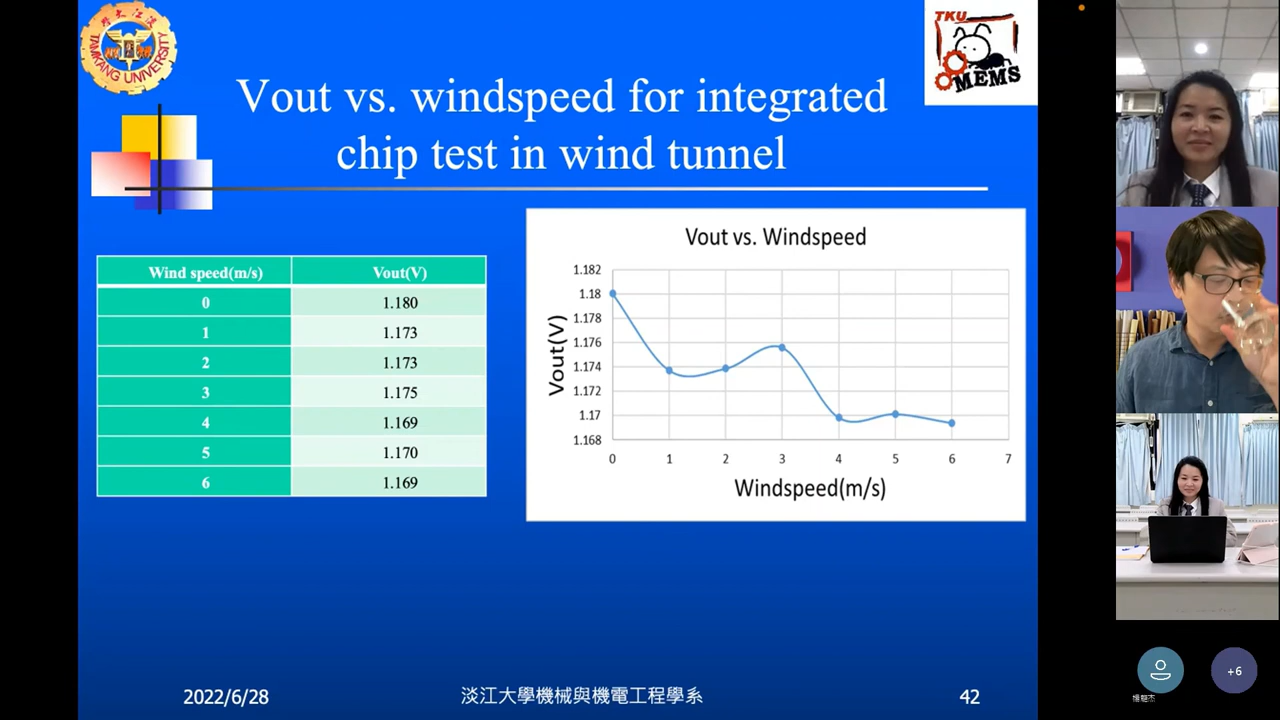 TAMKANG UNIVERSITY
TKU
MEMS
Vout vs. windspeed for integrated
chip test in wind tunnel
Wind speed(m/s) Vout(V)
0 1.180
1 1.173
2 1.173
3 1.175
4 1.169
5 1.170
6 1.169
Vout vs. Windspeed
Vout(V)
1.182
1.18
1.178
1.176
1.174
1.172
1.17
1.168
0 1 2 3 4 5 6 7
Windspeed(m/s)
2022/6/28 淡江大學機械與機電工程學系 42
+6